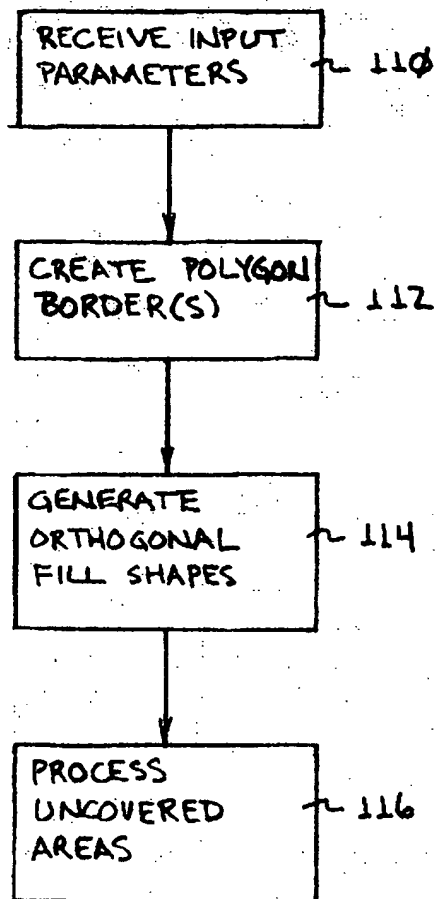 RECEIVE INPUT
PARAMETERS
110
CREATE POLYGON
BORDER(S)
112
GENERATE
ORTHOGONAL
FILL SHAPES
114
PROCESS
UNCOVERED
AREAS
116